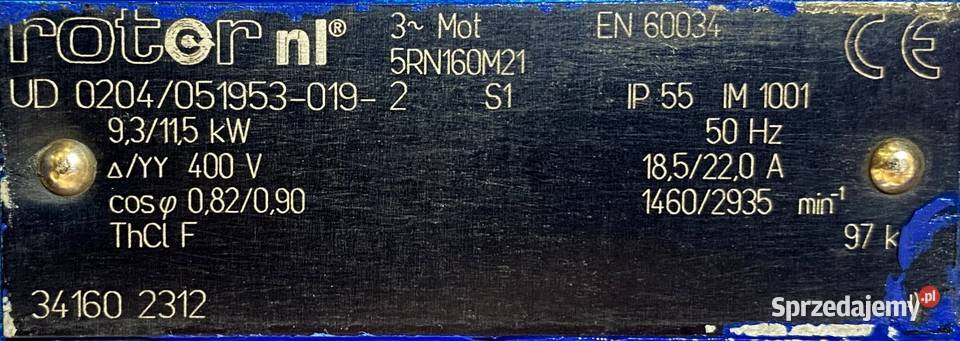 rotor nl® 3~ Mot EN 60034 CE
5RN160M21
UD 0204/051953-019-2 S1 IP 55 IM 1001
9,3/11,5 kW 50 Hz
Δ/YY 400 V 18,5/22,0 A
cosφ 0,82/0,90 1460/2935 min⁻¹
ThCl F 97 k
34160 2312
Sprzedajemy.pl